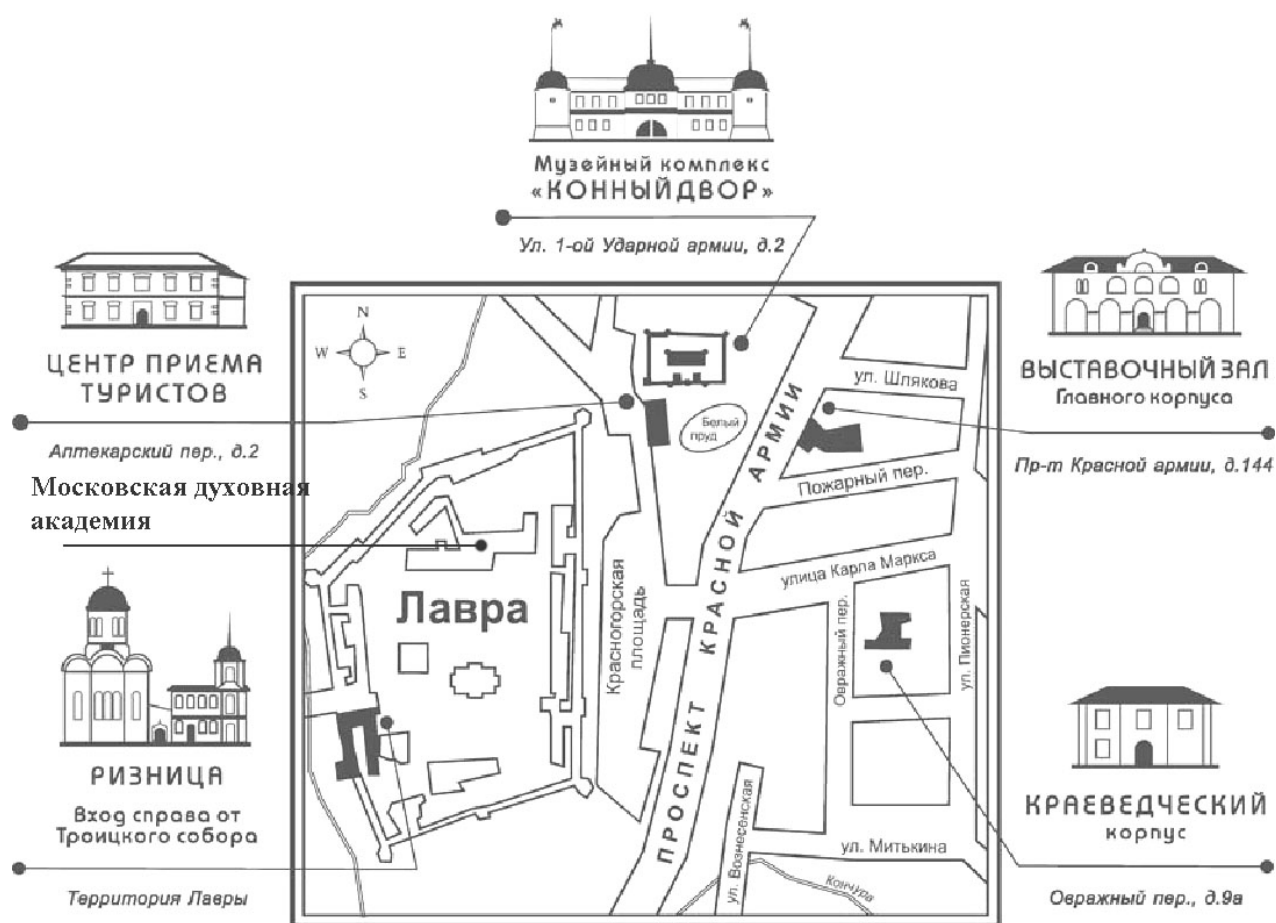 Музейный комплекс
«КОННЫЙ ДВОР»
Ул. 1-ой Ударной армии, д.2
ЦЕНТР ПРИЕМА
ТУРИСТОВ
Аптекарский пер., д.2
Московская духовная
академия
РИЗНИЦА
Вход справа от
Троицкого собора
Территория Лавры
N
W
E
S
ул. Шлякова
Белый
пруд
Пожарный пер.
улица Карла Маркса
Лавра
Красногорская
площадь
ПРОСПЕКТ КРАСНОЙ АРМИИ
Овражный пер.
ул. Пионерская
ул. Вознесенская
ул. Митькина
Кончура
ВЫСТАВОЧНЫЙ ЗАЛ
Главного корпуса
Пр-т Красной армии, д.144
КРАЕВЕДЧЕСКИЙ
корпус
Овражный пер., д.9а